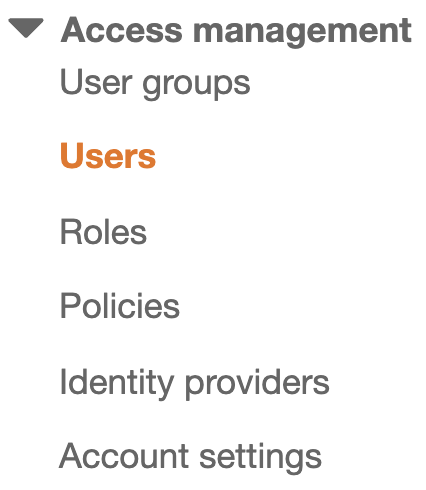 Access management
User groups
Users
Roles
Policies
Identity providers
Account settings